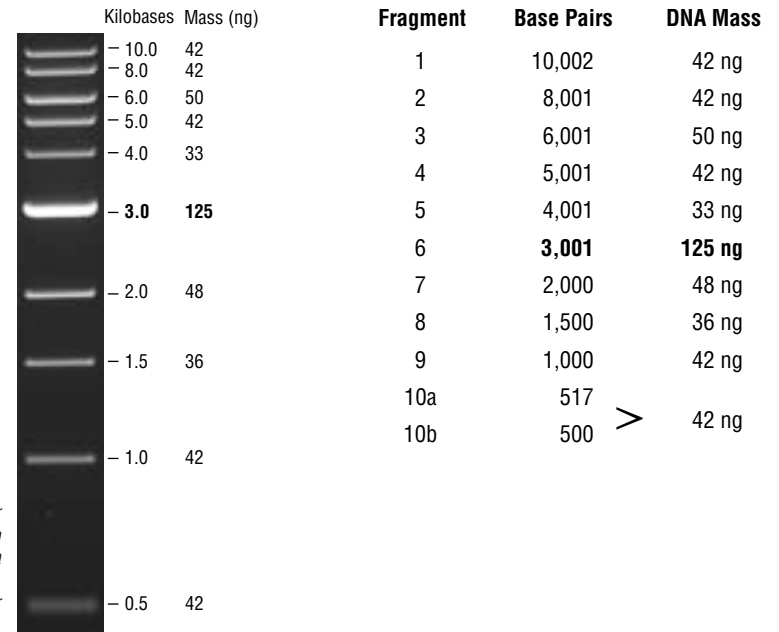 Kilobases Mass (ng)
10.0 42
8.0 42
6.0 50
5.0 42
4.0 33
3.0 125
2.0 48
1.5 36
1.0 42
0.5 42
Fragment Base Pairs DNA Mass
1 10,002 42 ng
2 8,001 42 ng
3 6,001 50 ng
4 5,001 42 ng
5 4,001 33 ng
6 3,001 125 ng
7 2,000 48 ng
8 1,500 36 ng
9 1,000 42 ng
10a 517
> 42 ng
10b 500